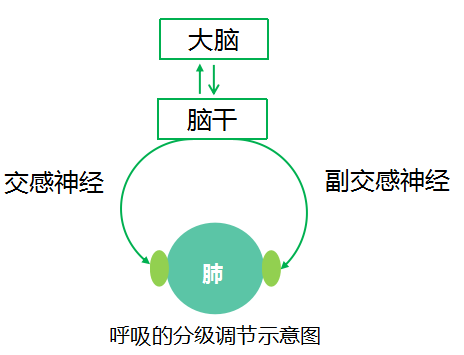 大脑
脑干
交感神经
副交感神经
肺
呼吸的分级调节示意图